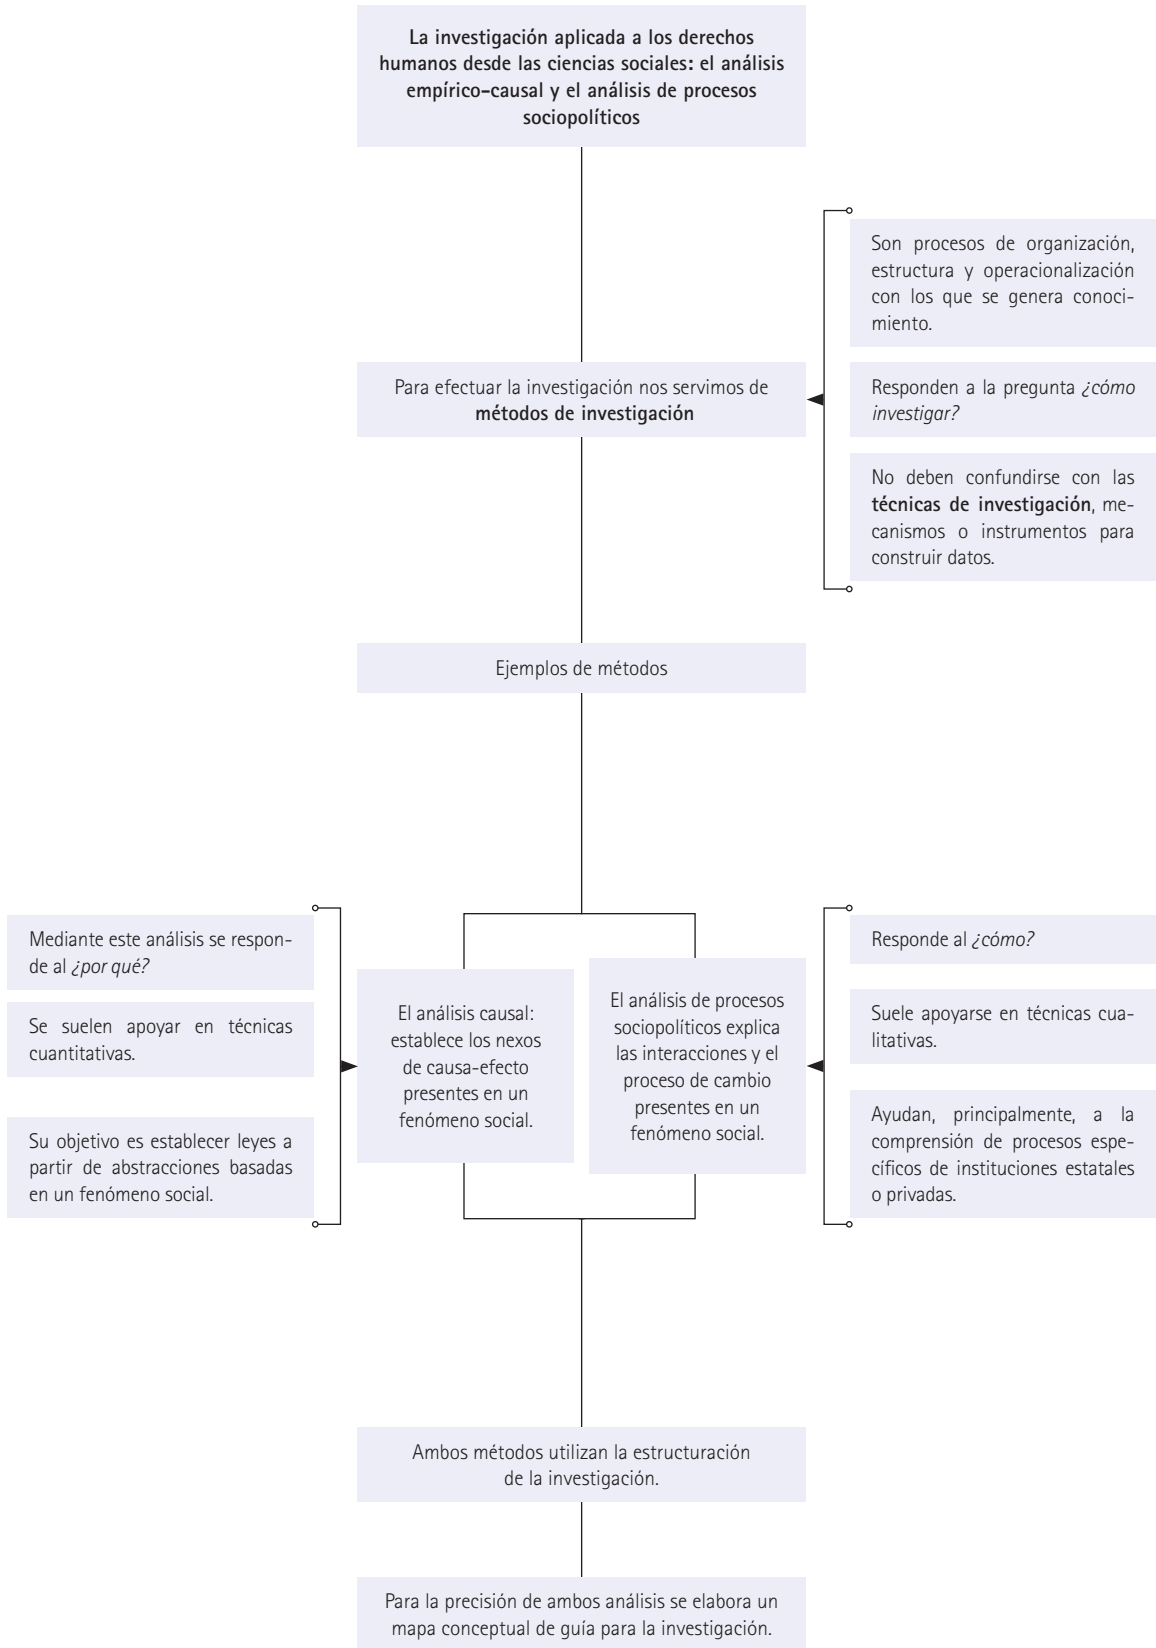 La investigación aplicada a los derechos
humanos desde las ciencias sociales: el análisis
empírico-causal y el análisis de procesos
sociopolíticos
Son procesos de organización,
estructura y operacionalización
con los que se genera conoci-
miento.
Para efectuar la investigación nos servimos de
métodos de investigación
Responden a la pregunta ¿cómo
investigar?
No deben confundirse con las
técnicas de investigación, me-
canismos o instrumentos para
construir datos.
Ejemplos de métodos
Mediante este análisis se respon-
de al ¿por qué?
Se suelen apoyar en técnicas
cuantitativas.
Su objetivo es establecer leyes a
partir de abstracciones basadas
en un fenómeno social.
El análisis causal:
establece los nexos
de causa-efecto
presentes en un
fenómeno social.
El análisis de procesos
sociopolíticos explica
las interacciones y el
proceso de cambio
presentes en un
fenómeno social.
Responde al ¿cómo?
Suele apoyarse en técnicas cua-
litativas.
Ayudan, principalmente, a la
comprensión de procesos espe-
cíficos de instituciones estatales
o privadas.
Ambos métodos utilizan la estructuración
de la investigación.
Para la precisión de ambos análisis se elabora un
mapa conceptual de guía para la investigación.